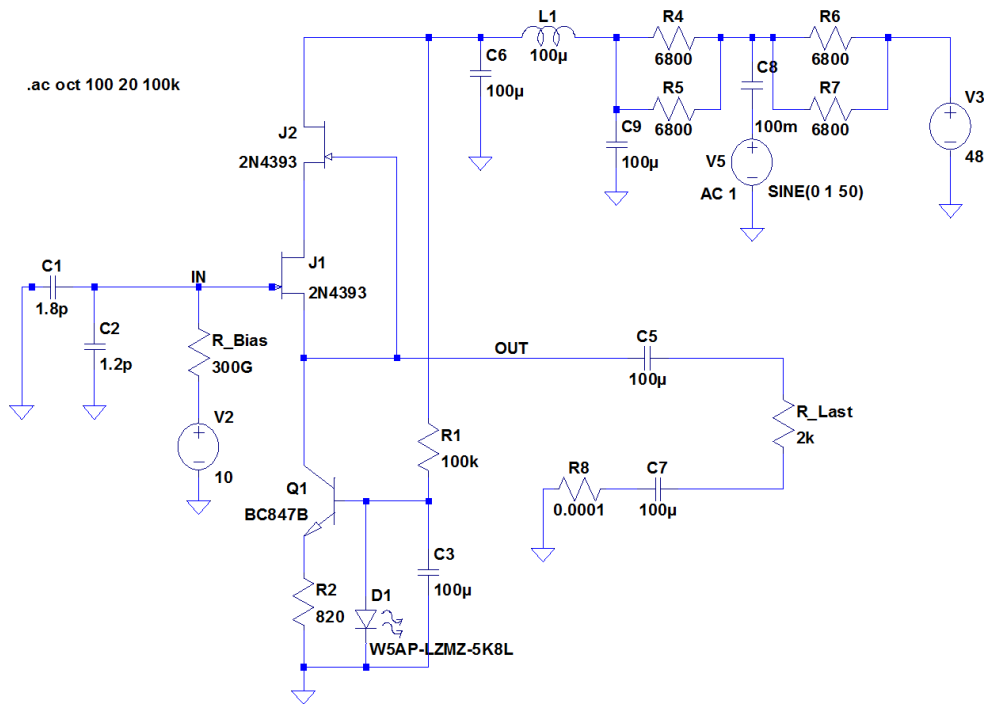 .ac oct 100 20 100k
L1
100µ
R4
6800
R6
6800
C6
100µ
C8
100m
R5
6800
R7
6800
V3
48
C9
100µ
V5
AC 1
SINE(0 1 50)
J2
2N4393
C1
1.8p
IN
J1
2N4393
C2
1.2p
R_Bias
300G
V2
10
OUT
C5
100µ
R_Last
2k
R1
100k
R8
0.0001
C7
100µ
Q1
BC847B
C3
100µ
R2
820
D1
W5AP-LZMZ-5K8L